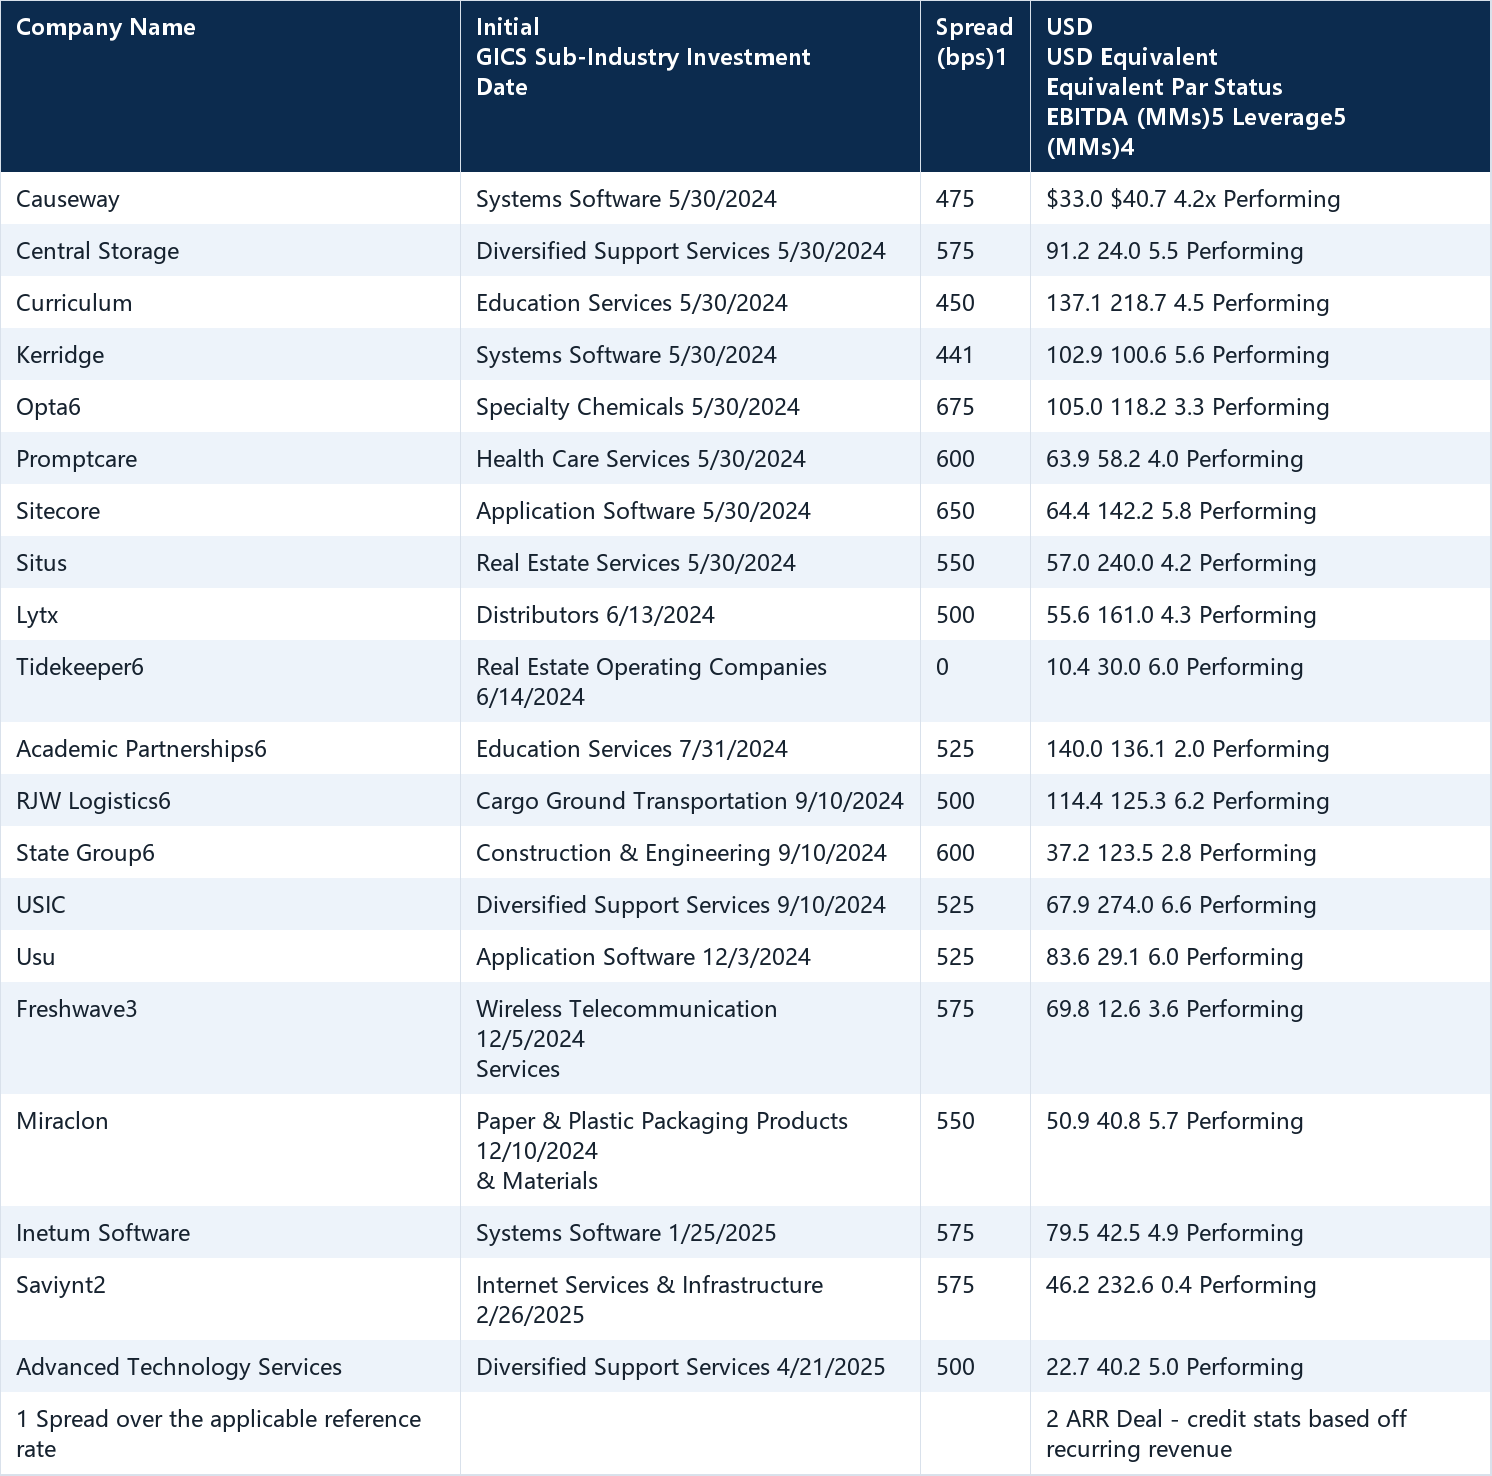 Company Name
Initial
GICS Sub-Industry Investment
Date
Spread
(bps)1
USD
USD Equivalent
Equivalent Par Status
EBITDA (MMs)5 Leverage5
(MMs)4
Causeway
Systems Software 5/30/2024
475
$33.0 $40.7 4.2x Performing
Central Storage
Diversified Support Services 5/30/2024
575
91.2 24.0 5.5 Performing
Curriculum
Education Services 5/30/2024
450
137.1 218.7 4.5 Performing
Kerridge
Systems Software 5/30/2024
441
102.9 100.6 5.6 Performing
Opta6
Specialty Chemicals 5/30/2024
675
105.0 118.2 3.3 Performing
Promptcare
Health Care Services 5/30/2024
600
63.9 58.2 4.0 Performing
Sitecore
Application Software 5/30/2024
650
64.4 142.2 5.8 Performing
Situs
Real Estate Services 5/30/2024
550
57.0 240.0 4.2 Performing
Lytx
Distributors 6/13/2024
500
55.6 161.0 4.3 Performing
Tidekeeper6
Real Estate Operating Companies
6/14/2024
0
10.4 30.0 6.0 Performing
Academic Partnerships6
Education Services 7/31/2024
525
140.0 136.1 2.0 Performing
RJW Logistics6
Cargo Ground Transportation 9/10/2024
500
114.4 125.3 6.2 Performing
State Group6
Construction & Engineering 9/10/2024
600
37.2 123.5 2.8 Performing
USIC
Diversified Support Services 9/10/2024
525
67.9 274.0 6.6 Performing
Usu
Application Software 12/3/2024
525
83.6 29.1 6.0 Performing
Freshwave3
Wireless Telecommunication
12/5/2024
Services
575
69.8 12.6 3.6 Performing
Miraclon
Paper & Plastic Packaging Products
12/10/2024
& Materials
550
50.9 40.8 5.7 Performing
Inetum Software
Systems Software 1/25/2025
575
79.5 42.5 4.9 Performing
Saviynt2
Internet Services & Infrastructure
2/26/2025
575
46.2 232.6 0.4 Performing
Advanced Technology Services
Diversified Support Services 4/21/2025
500
22.7 40.2 5.0 Performing
1 Spread over the applicable reference
rate
2 ARR Deal - credit stats based off
recurring revenue